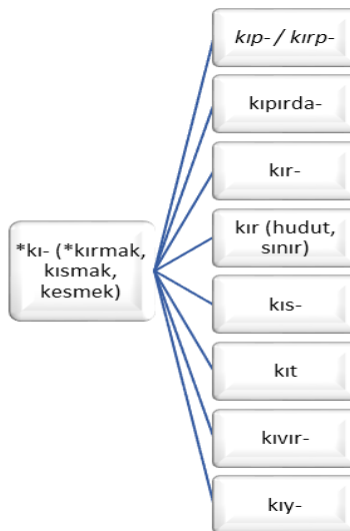 *kı- (*kırmak,
kısmak,
kesmek)
kıp- / kırp-
kıpırda-
kır-
kır (hudut,
sınır)
kıs-
kıt
kıvır-
kıy-